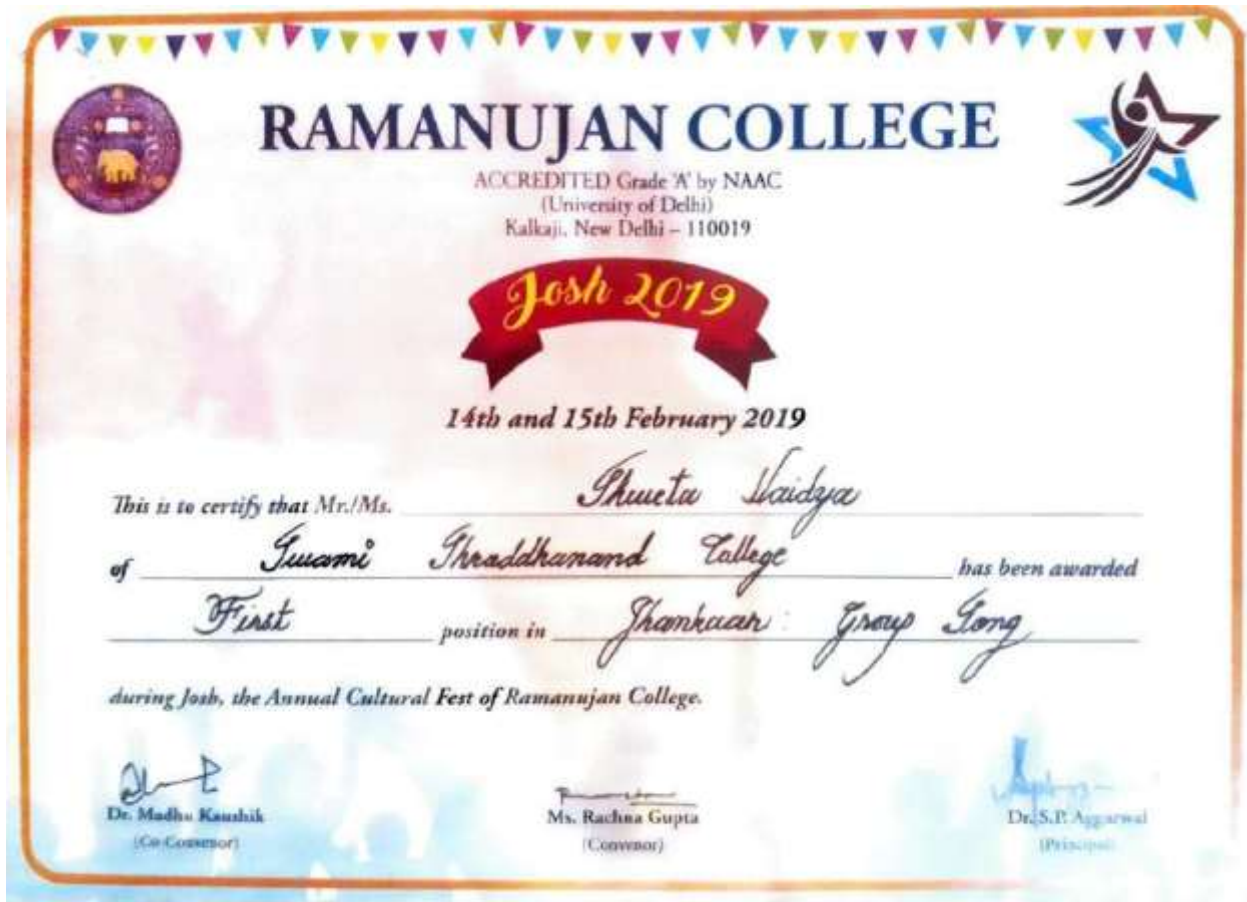 RAMANUJAN COLLEGE
ACCREDITED Grade 'A' by NAAC
(University of Delhi)
Kalkaji, New Delhi – 110019
Josh 2019
14th and 15th February 2019
This is to certify that Mr./Ms. Shweta Vaidya
of Swami Shraddhanand College has been awarded
First position in Jhankaar: Group Song
during Josh, the Annual Cultural Fest of Ramanujan College.
Dr. Madhu Kaushik Ms. Rachna Gupta Dr. S.P. Aggarwal
(Co-Convenor) (Convenor) (Principal)